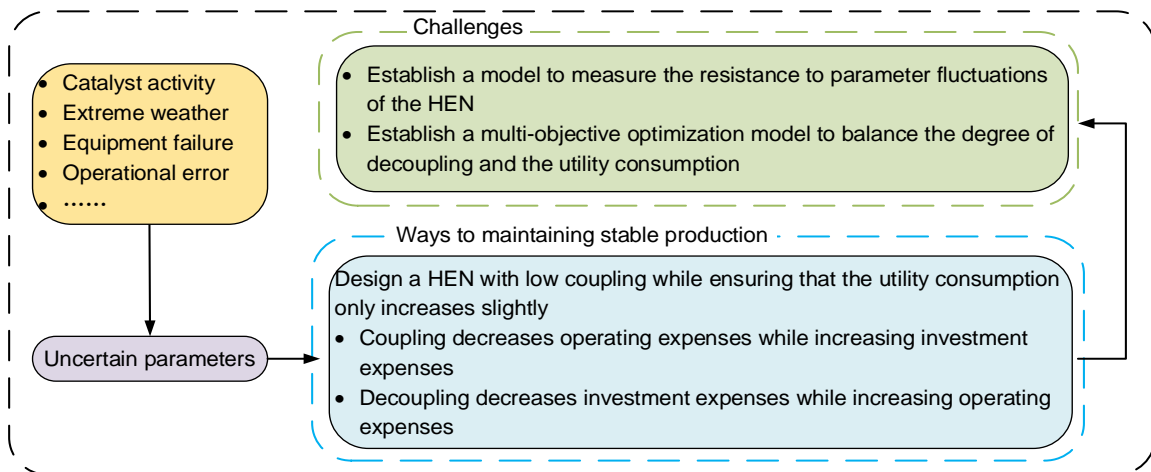 Challenges
• Catalyst activity
• Extreme weather
• Equipment failure
• Operational error
• ······
• Establish a model to measure the resistance to parameter fluctuations
of the HEN
• Establish a multi-objective optimization model to balance the degree of
decoupling and the utility consumption
Uncertain parameters
Ways to maintaining stable production
Design a HEN with low coupling while ensuring that the utility consumption
only increases slightly
• Coupling decreases operating expenses while increasing investment
expenses
• Decoupling decreases investment expenses while increasing operating
expenses